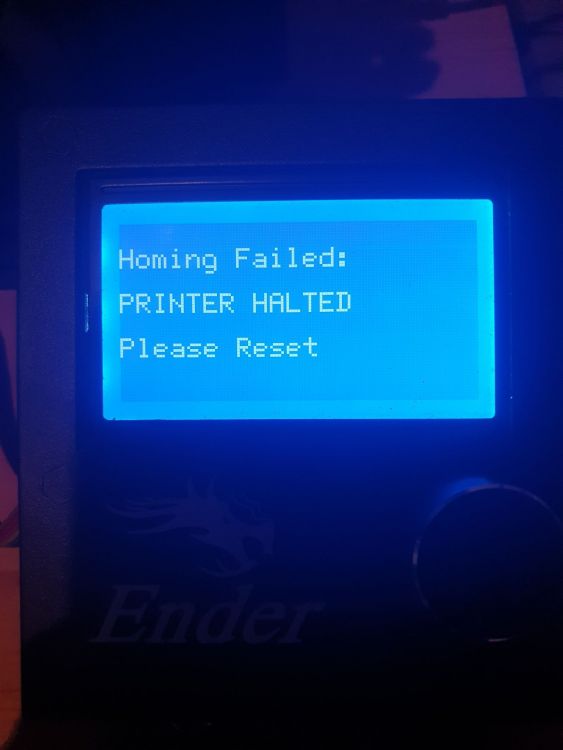 Homing Failed:
PRINTER HALTED
Please Reset
Ender